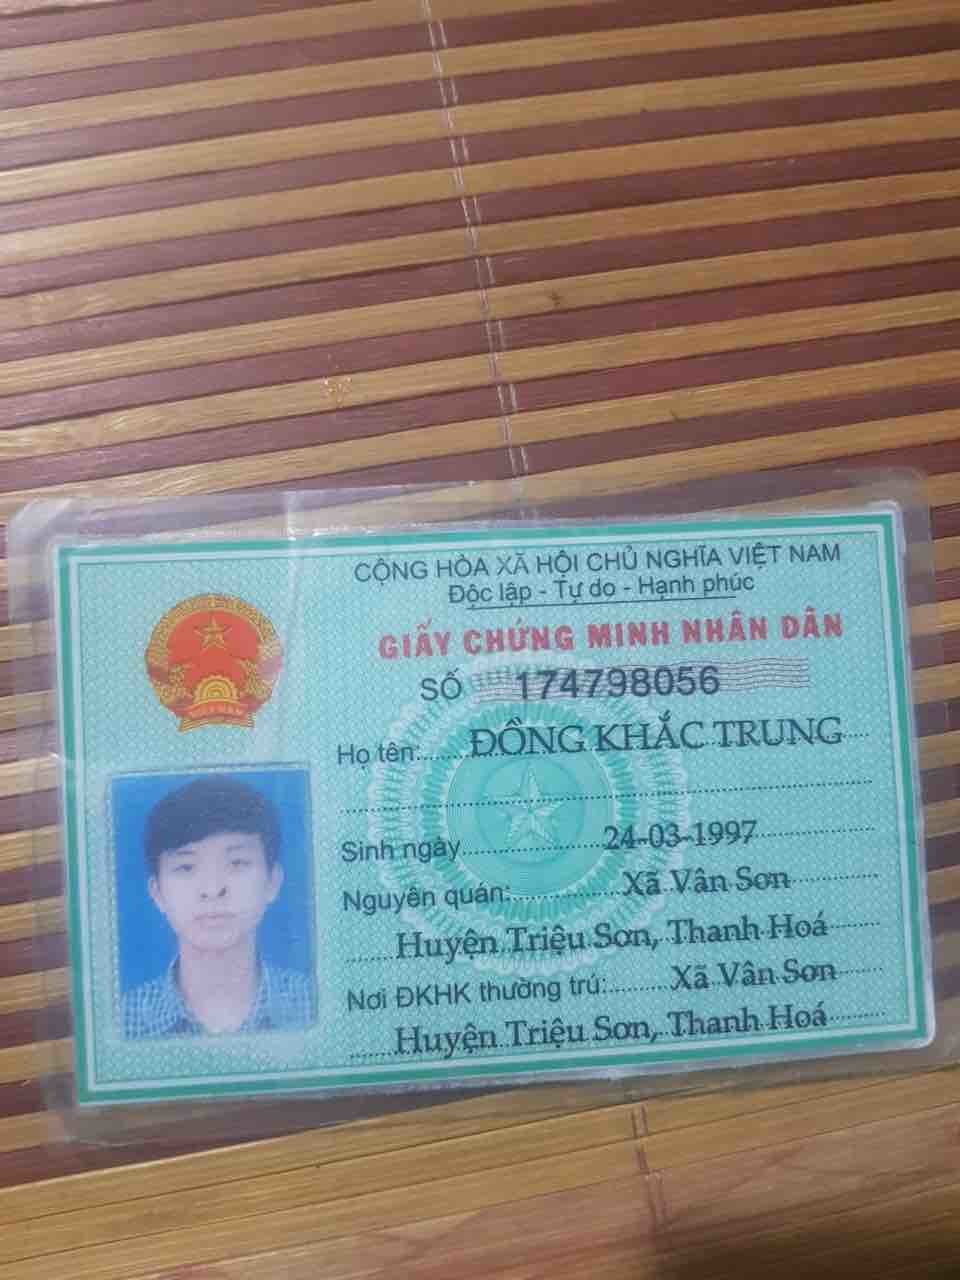 CỘNG HÒA XÃ HỘI CHỦ NGHĨA VIỆT NAM
Độc lập - Tự do - Hạnh phúc
GIẤY CHỨNG MINH NHÂN DÂN
SỐ 174798056
Họ tên: ĐỒNG KHẮC TRUNG
Sinh ngày 24-03-1997
Nguyên quán: Xã Vân Sơn
Huyện Triệu Sơn, Thanh Hoá
Nơi ĐKHK thường trú: Xã Vân Sơn
Huyện Triệu Sơn, Thanh Hoá
VIỆT NAM